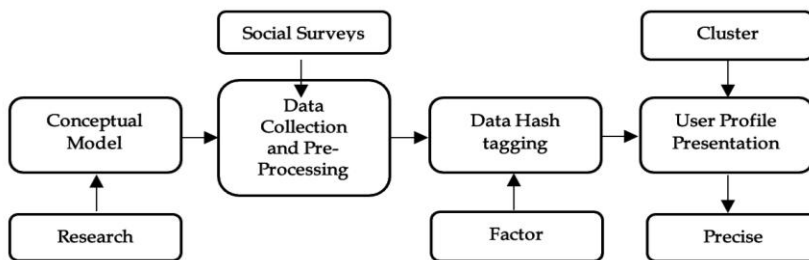 Social Surveys
Cluster
Conceptual
Model
Data
Collection
and Pre-
Processing
Data Hash
tagging
User Profile
Presentation
Research
Factor
Precise